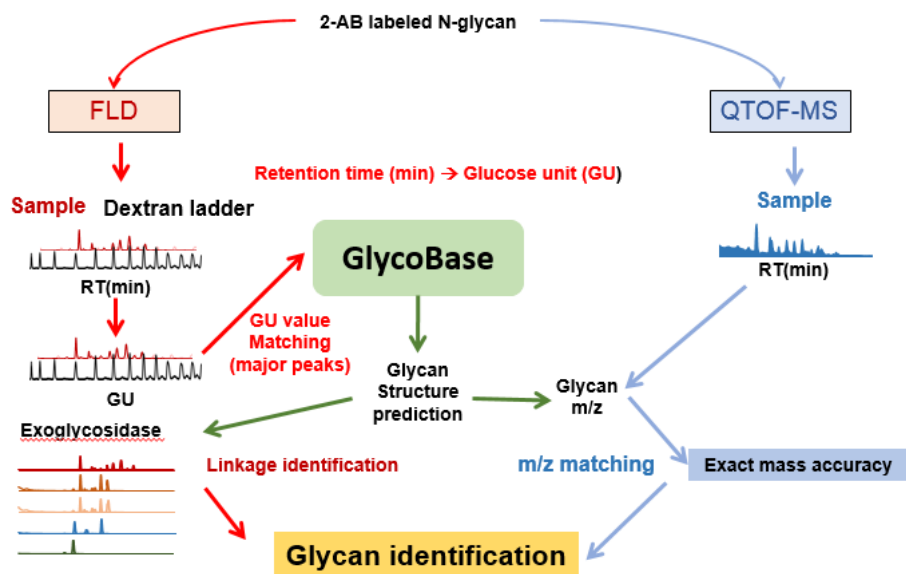 2-AB labeled N-glycan
FLD
QTOF-MS
Retention time (min) → Glucose unit (GU)
Sample
Dextran ladder
Sample
RT(min)
RT(min)
GlycoBase
GU value
Matching
(major peaks)
GU
Glycan
Structure
prediction
Glycan
m/z
Exoglycosidase
Linkage identification
m/z matching
Exact mass accuracy
Glycan identification